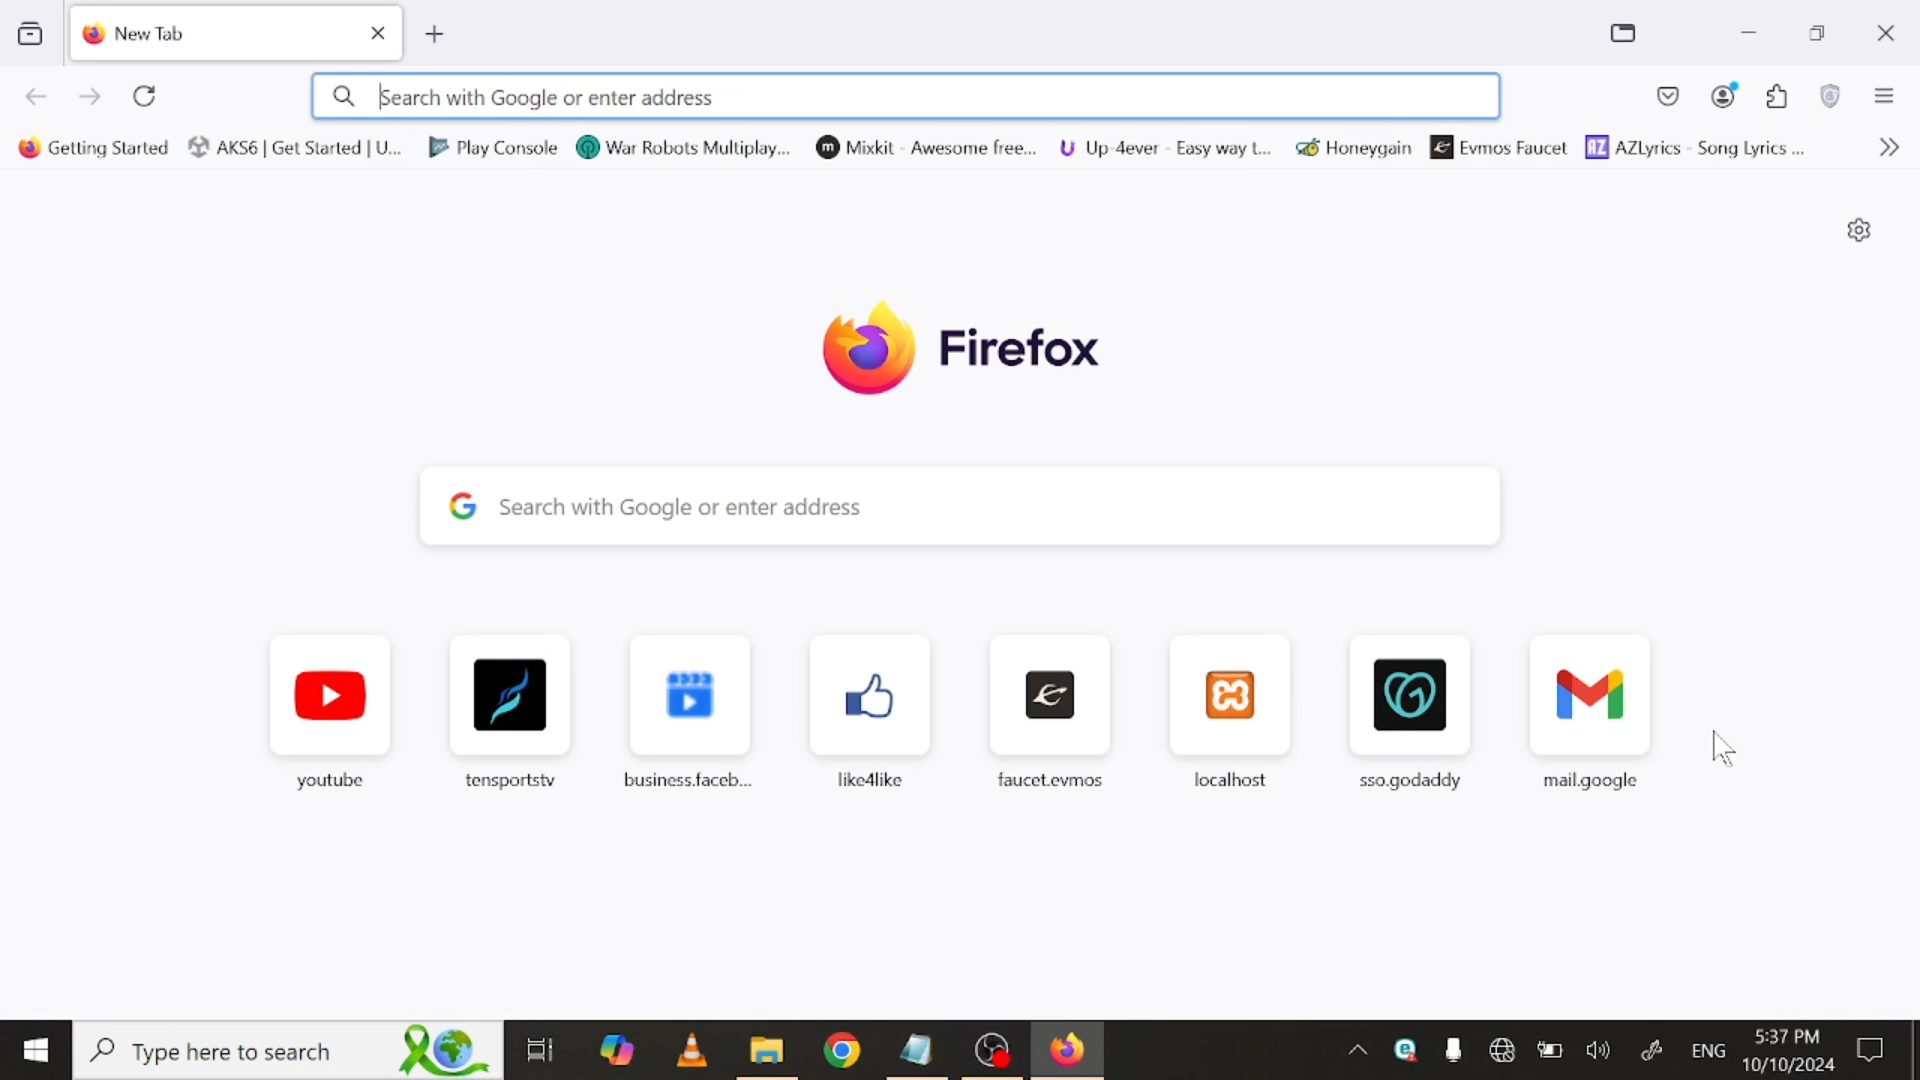 New Tab
Search with Google or enter address
Getting Started AKS6 | Get Started | U... Play Console War Robots Multiplay... Mixkit - Awesome free... Up-4ever - Easy way t... Honeygain Evmos Faucet AZLyrics - Song Lyrics ...
Firefox
Search with Google or enter address
youtube tensportstv business.faceb... like4like faucet.evmos localhost sso.godaddy mail.google
Type here to search ENG 5:37 PM
10/10/2024